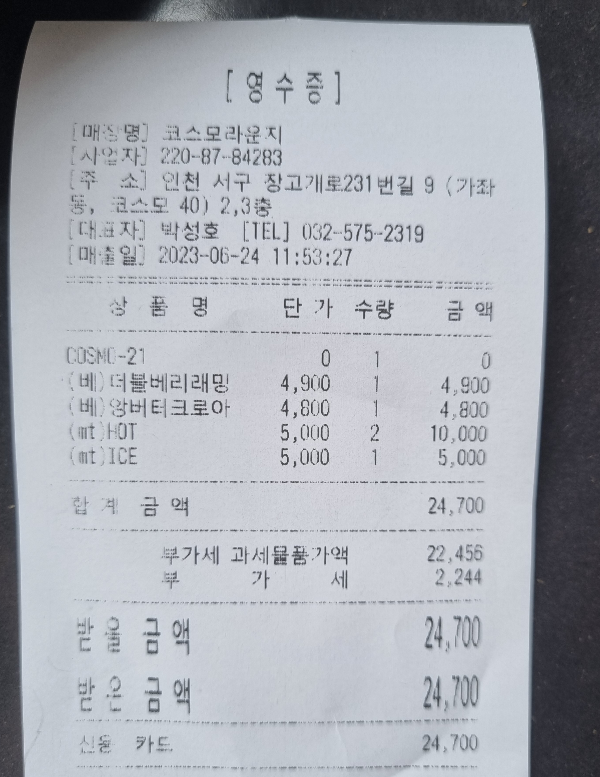 [영수증]
[매장명] 코스모라운지
[사업자] 220-87-84283
[주 소] 인천 서구 장고개로231번길 9 (가좌
동, 코스모 40) 2,3층
[대표자] 박성호 [TEL] 032-575-2319
[매출일] 2023-06-24 11:53:27
상 품 명 단 가 수량 금 액
COSMO-21 0 1 0
(베)더블베리래밍 4,900 1 4,900
(베)앙버터크로아 4,800 1 4,800
(mt)HOT 5,000 2 10,000
(mt)ICE 5,000 1 5,000
합 계 금 액 24,700
부가세 과세물품가액 22,456
부 가 세 2,244
받 을 금 액 24,700
받 은 금 액 24,700
신용 카드 24,700